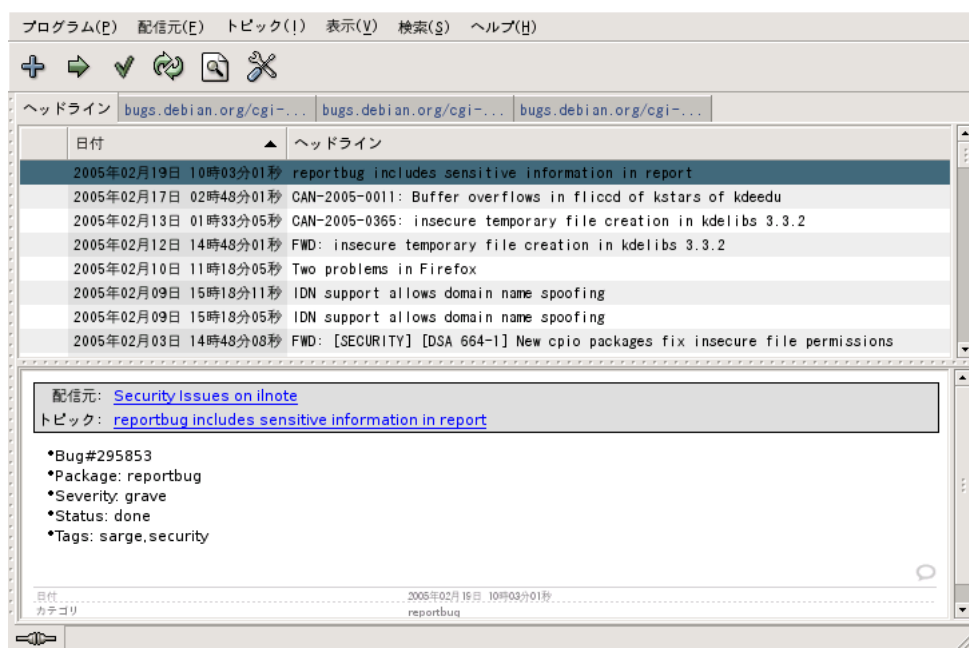 プログラム(P) 配信元(F) トピック(I) 表示(V) 検索(S) ヘルプ(H)
ヘッドライン bugs.debian.org/cgi-... bugs.debian.org/cgi-... bugs.debian.org/cgi-...
日付 ヘッドライン
2005年02月19日 10時03分01秒 reportbug includes sensitive information in report
2005年02月17日 02時48分01秒 CAN-2005-0011: Buffer overflows in fliccd of kstars of kdeedu
2005年02月13日 01時33分05秒 CAN-2005-0365: insecure temporary file creation in kdelibs 3.3.2
2005年02月12日 14時48分01秒 FWD: insecure temporary file creation in kdelibs 3.3.2
2005年02月10日 11時18分05秒 Two problems in Firefox
2005年02月09日 15時18分11秒 IDN support allows domain name spoofing
2005年02月09日 15時18分05秒 IDN support allows domain name spoofing
2005年02月03日 14時48分08秒 FWD: [SECURITY] [DSA 664-1] New cpio packages fix insecure file permissions
配信元: Security Issues on ilnote
トピック: reportbug includes sensitive information in report
•Bug#295853
•Package: reportbug
•Severity: grave
•Status: done
•Tags: sarge,security
日付 2005年02月19日 10時03分01秒
カテゴリ reportbug